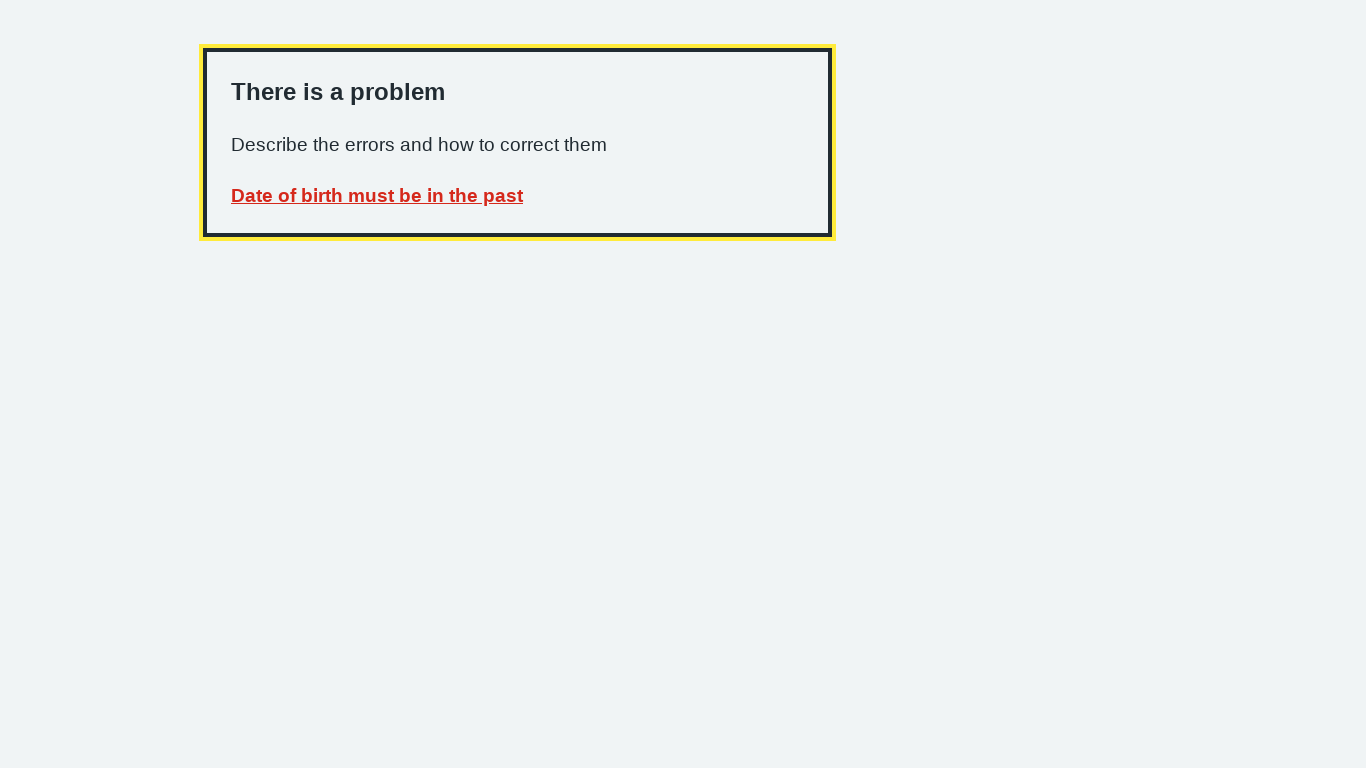 There is a problem
Describe the errors and how to correct them
Date of birth must be in the past